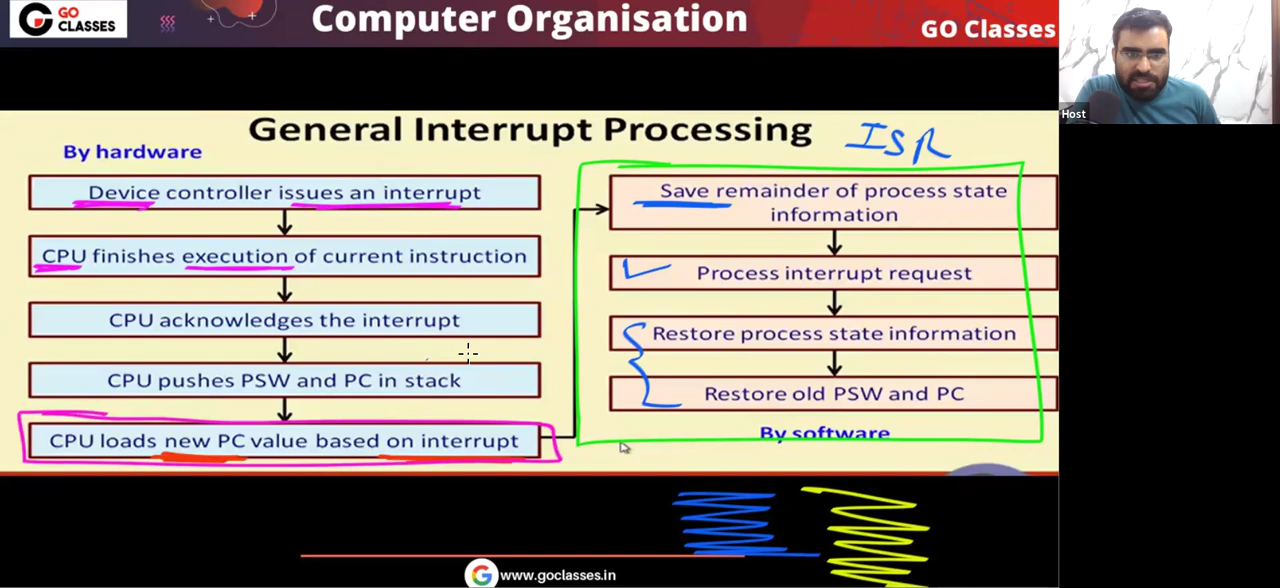 GO
CLASSES
Computer Organisation
GO Classes
Host
General Interrupt Processing
ISR
By hardware
Device controller issues an interrupt
CPU finishes execution of current instruction
CPU acknowledges the interrupt
CPU pushes PSW and PC in stack
CPU loads new PC value based on interrupt
Save remainder of process state
information
Process interrupt request
Restore process state information
Restore old PSW and PC
By software
www.goclasses.in